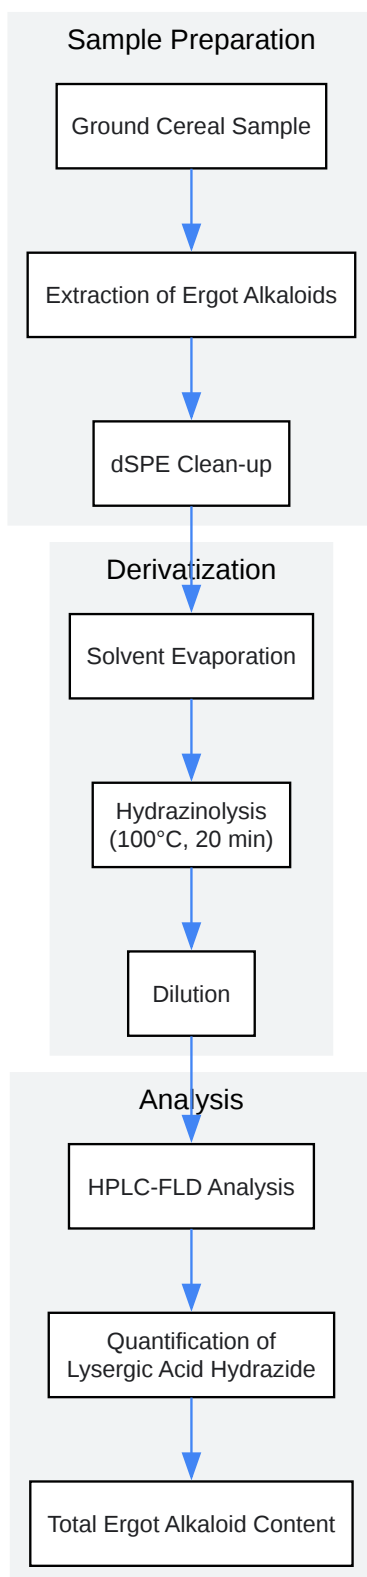 Sample Preparation
Ground Cereal Sample
Extraction of Ergot Alkaloids
dSPE Clean-up
Derivatization
Solvent Evaporation
Hydrazinolysis
(100°C, 20 min)
Dilution
Analysis
HPLC-FLD Analysis
Quantification of
Lysergic Acid Hydrazide
Total Ergot Alkaloid Content